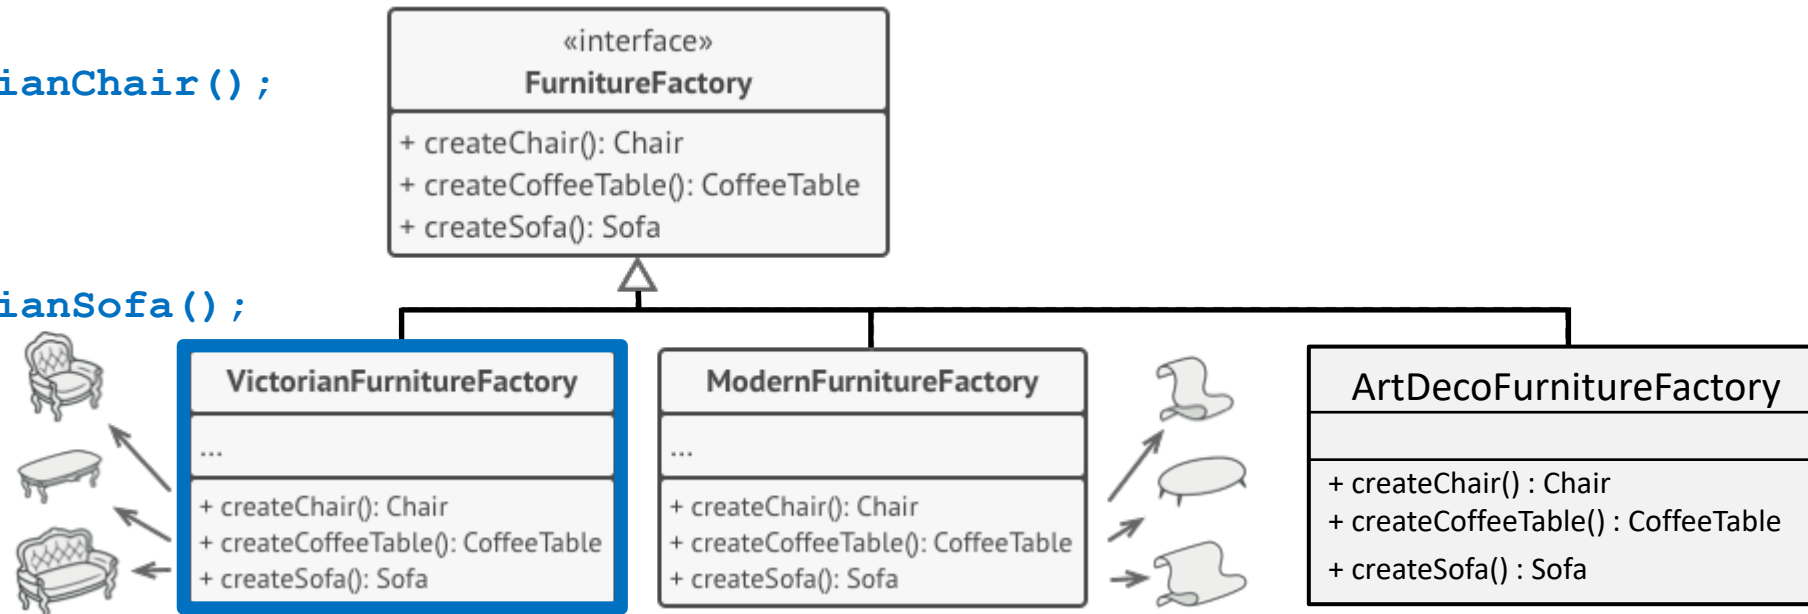 «interface»
FurnitureFactory
ianChair();
+ createChair(): Chair
+ createCoffeeTable(): CoffeeTable
+ createSofa(): Sofa
ianSofa();
VictorianFurnitureFactory
...
+ createChair(): Chair
+ createCoffeeTable(): CoffeeTable
+ createSofa(): Sofa
ModernFurnitureFactory
...
+ createChair(): Chair
+ createCoffeeTable(): CoffeeTable
+ createSofa(): Sofa
ArtDecoFurnitureFactory
+ createChair() : Chair
+ createCoffeeTable() : CoffeeTable
+ createSofa() : Sofa